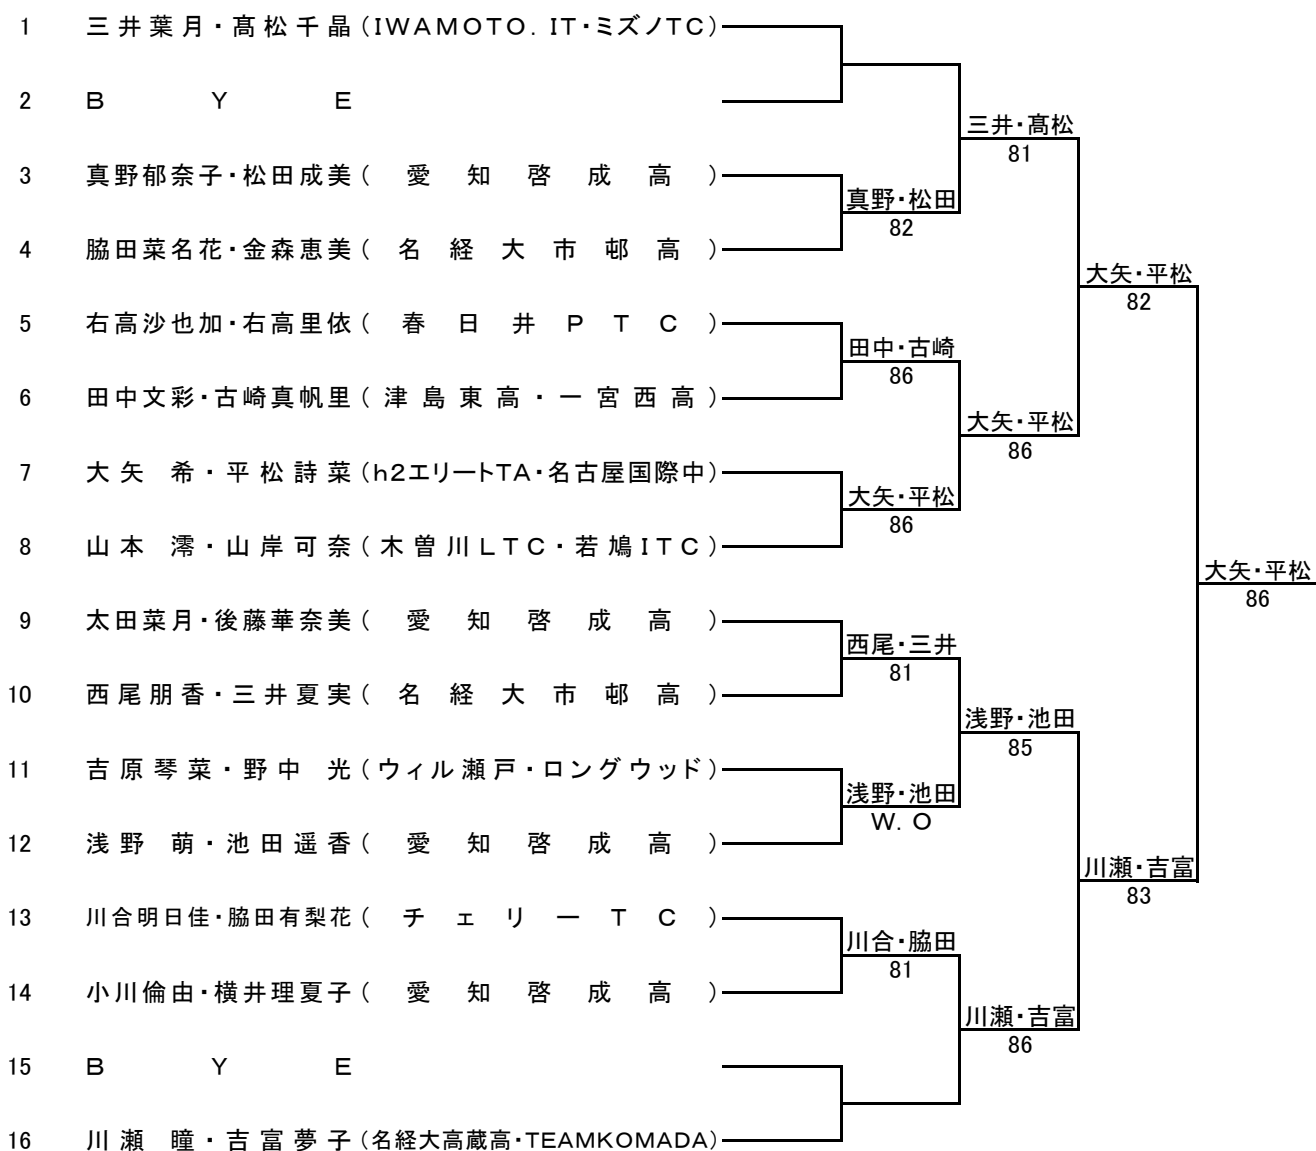 1 三井葉月・髙松千晶(IWAMOTO. IT・ミズノTC)
2 B Y E
三井・髙松
81
3 真野郁奈子・松田成美( 愛 知 啓 成 高 )
真野・松田
82
4 脇田菜名花・金森恵美( 名 経 大 市 邨 高 )
大矢・平松
82
5 右高沙也加・右高里依( 春 日 井 P T C )
田中・古崎
86
6 田中文彩・古崎真帆里( 津 島 東 高 ・ 一 宮 西 高 )
大矢・平松
86
7 大矢 希・平松詩菜(h2エリートTA・名古屋国際中)
大矢・平松
86
8 山本 澪・山岸可奈(木曽川LTC・若鳩ITC)
大矢・平松
86
9 太田菜月・後藤華奈美( 愛 知 啓 成 高 )
西尾・三井
81
10 西尾朋香・三井夏実( 名 経 大 市 邨 高 )
浅野・池田
85
11 吉原琴菜・野中 光(ウィル瀬戸・ロングウッド)
浅野・池田
W. O
12 浅野 萌・池田遥香( 愛 知 啓 成 高 )
川瀬・吉富
83
13 川合明日佳・脇田有梨花( チ ェ リ ー T C )
川合・脇田
81
14 小川倫由・横井理夏子( 愛 知 啓 成 高 )
川瀬・吉富
86
15 B Y E
16 川瀬 瞳・吉富夢子(名経大高蔵高・TEAMKOMADA)